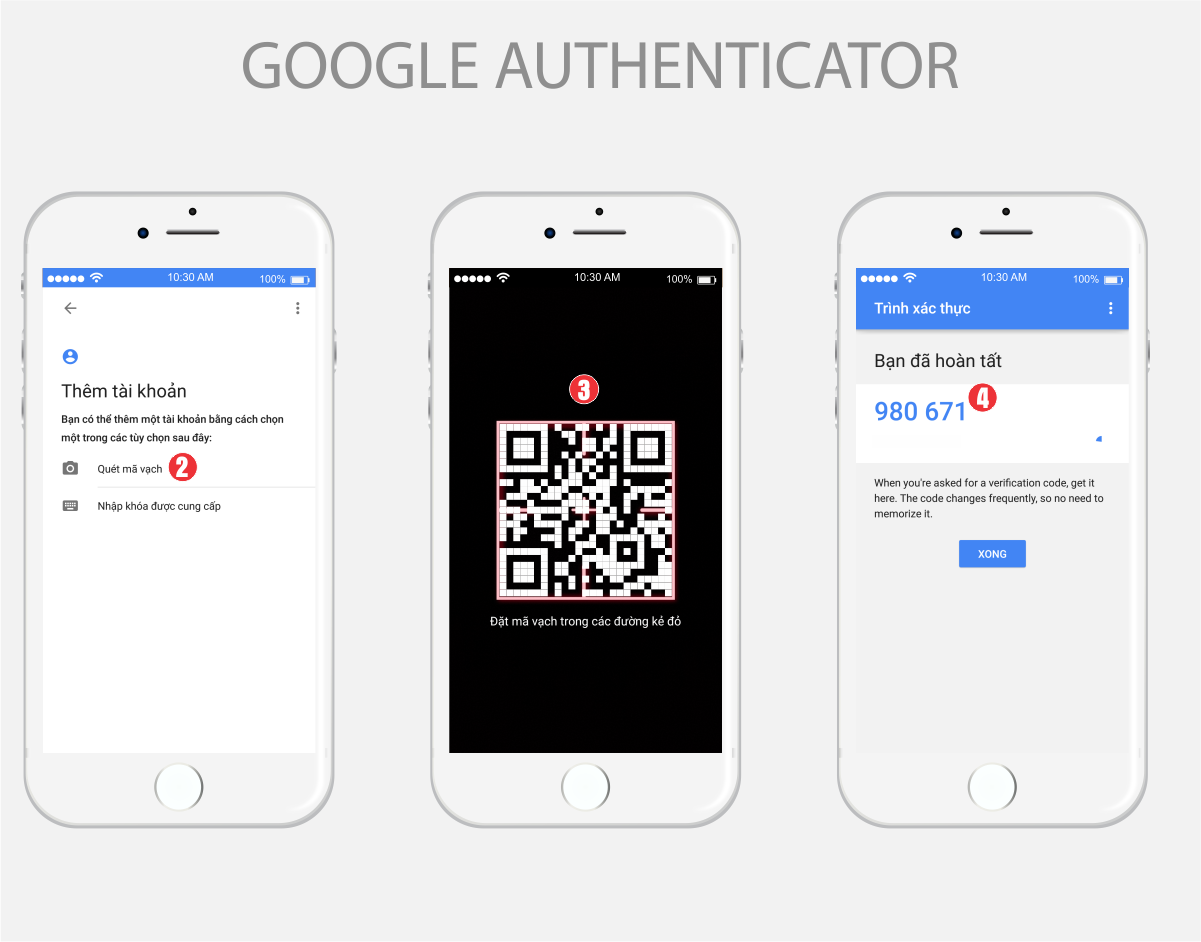 GOOGLE AUTHENTICATOR
10:30 AM 100%
Thêm tài khoản
Bạn có thể thêm một tài khoản bằng cách chọn
một trong các tùy chọn sau đây:
Quét mã vạch 2
Nhập khóa được cung cấp
10:30 AM 100%
3
Đặt mã vạch trong các đường kẻ đỏ
10:30 AM 100%
Trình xác thực
Bạn đã hoàn tất
980 671 4
When you're asked for a verification code, get it
here. The code changes frequently, so no need to
memorize it.
XONG